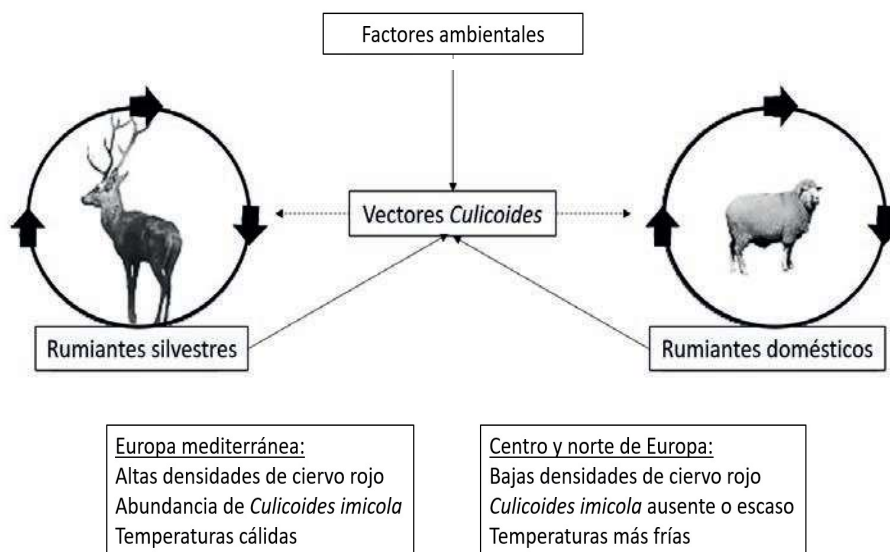 Factores ambientales
Vectores Culicoides
Rumiantes silvestres
Rumiantes domésticos
Europa mediterránea:
Altas densidades de ciervo rojo
Abundancia de Culicoides imicola
Temperaturas cálidas
Centro y norte de Europa:
Bajas densidades de ciervo rojo
Culicoides imicola ausente o escaso
Temperaturas más frías